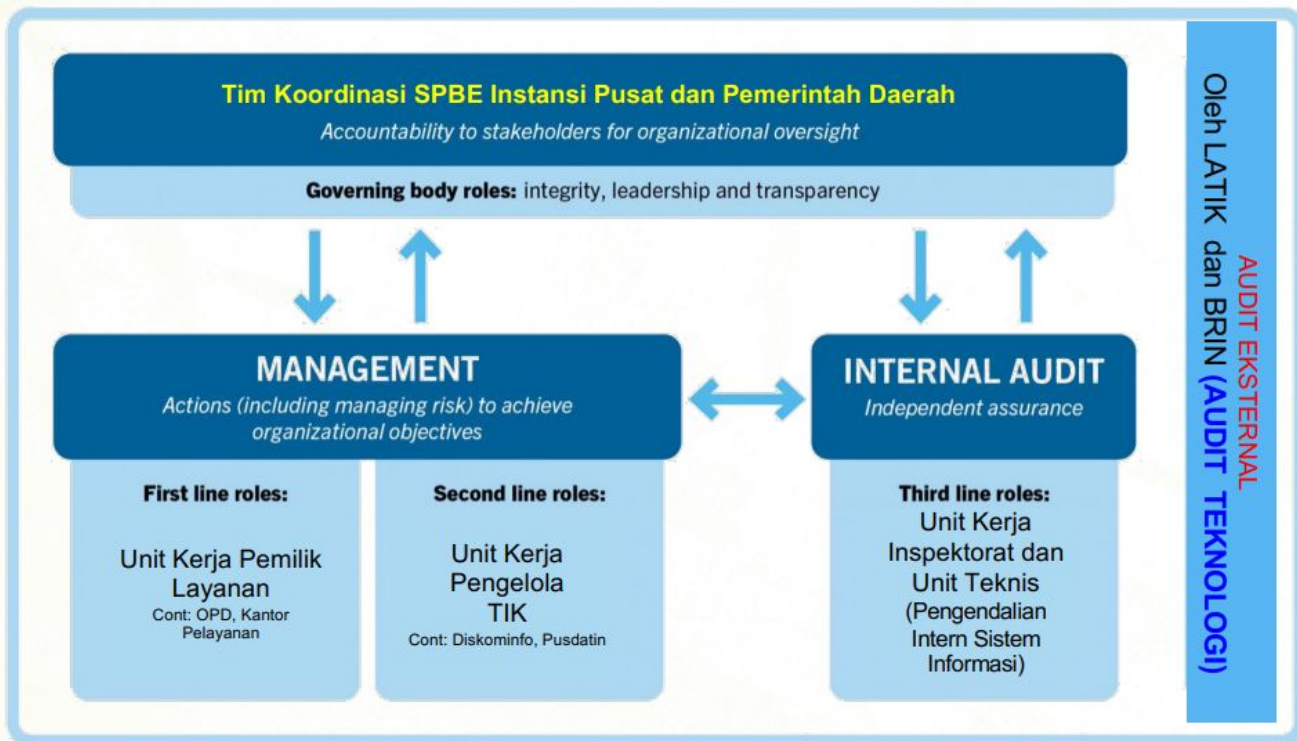 Tim Koordinasi SPBE Instansi Pusat dan Pemerintah Daerah
Accountability to stakeholders for organizational oversight
Governing body roles: integrity, leadership and transparency
MANAGEMENT
Actions (including managing risk) to achieve
organizational objectives
First line roles:
Unit Kerja Pemilik
Layanan
Cont: OPD, Kantor
Pelayanan
Second line roles:
Unit Kerja
Pengelola
TIK
Cont: Diskominfo, Pusdatin
INTERNAL AUDIT
Independent assurance
Third line roles:
Unit Kerja
Inspektorat dan
Unit Teknis
(Pengendalian
Intern Sistem
Informasi)
AUDIT EKSTERNAL
Oleh LATIK dan BRIN (AUDIT TEKNOLOGI)